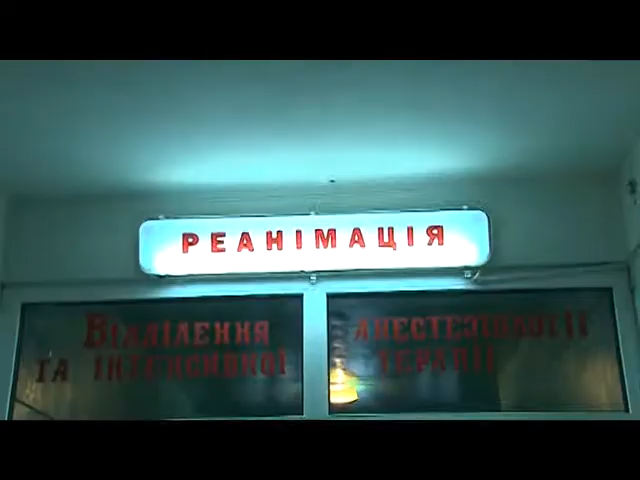 РЕАНІМАЦІЯ
Відділення анестезіології
та інтенсивної терапії